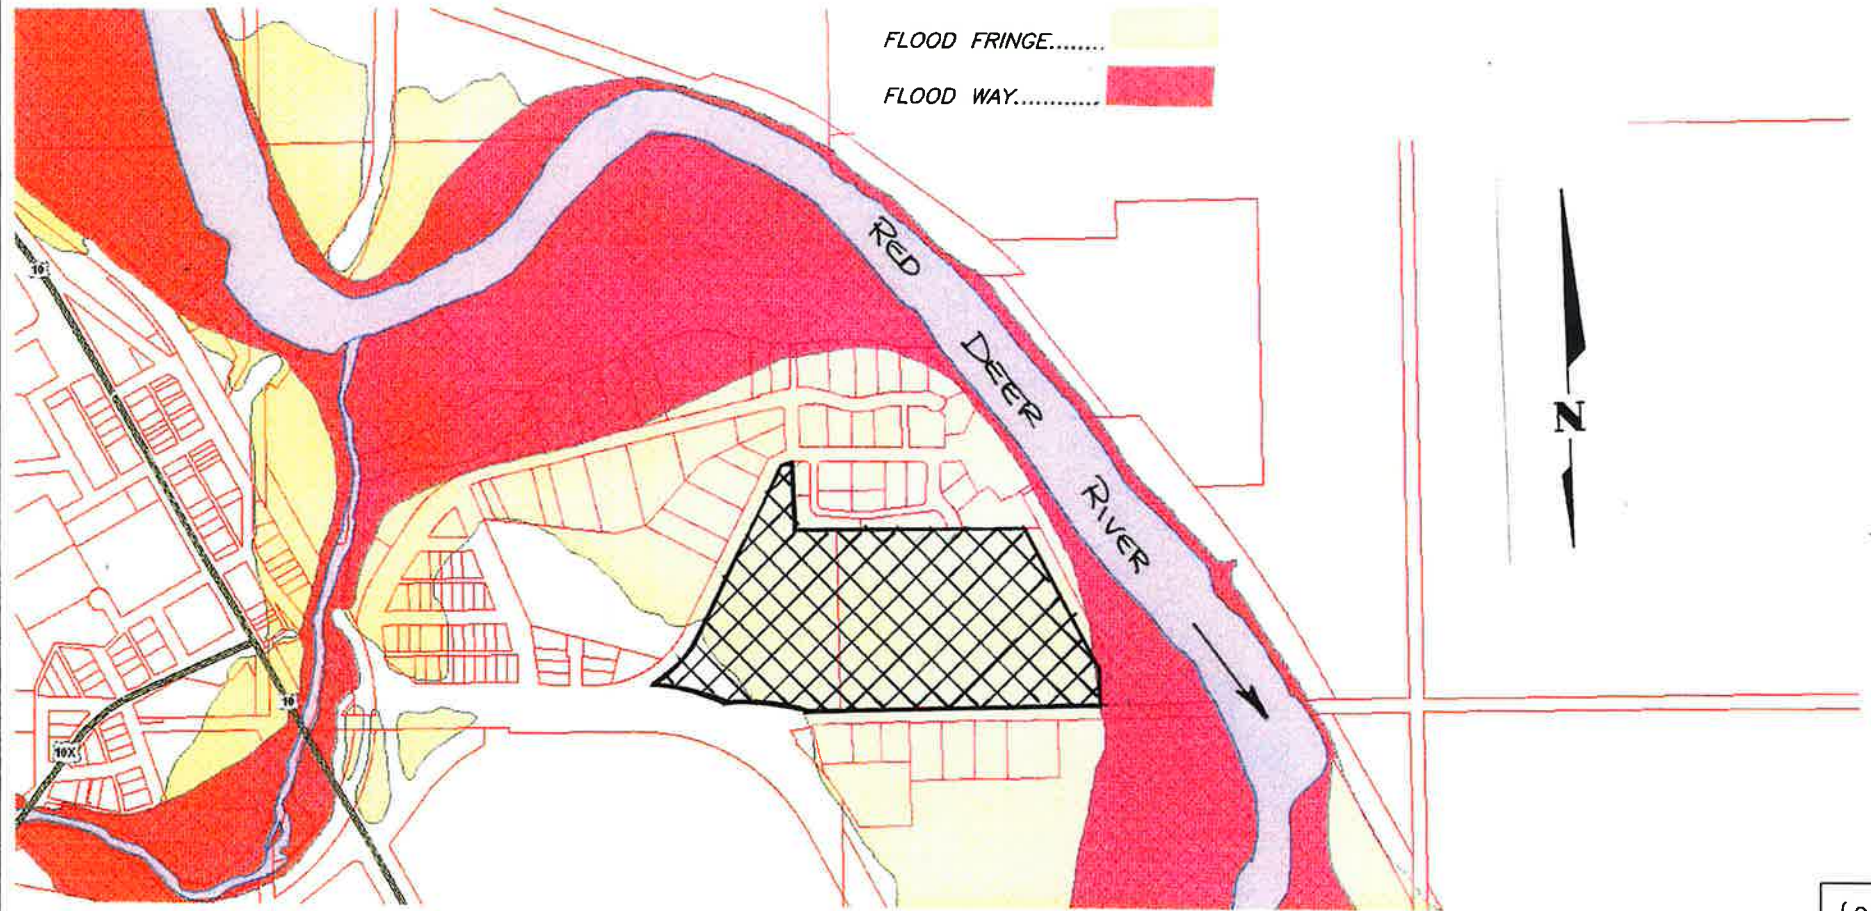 FLOOD FRINGE........
FLOOD WAY............
RED
DEER
RIVER
N
10
10
10X